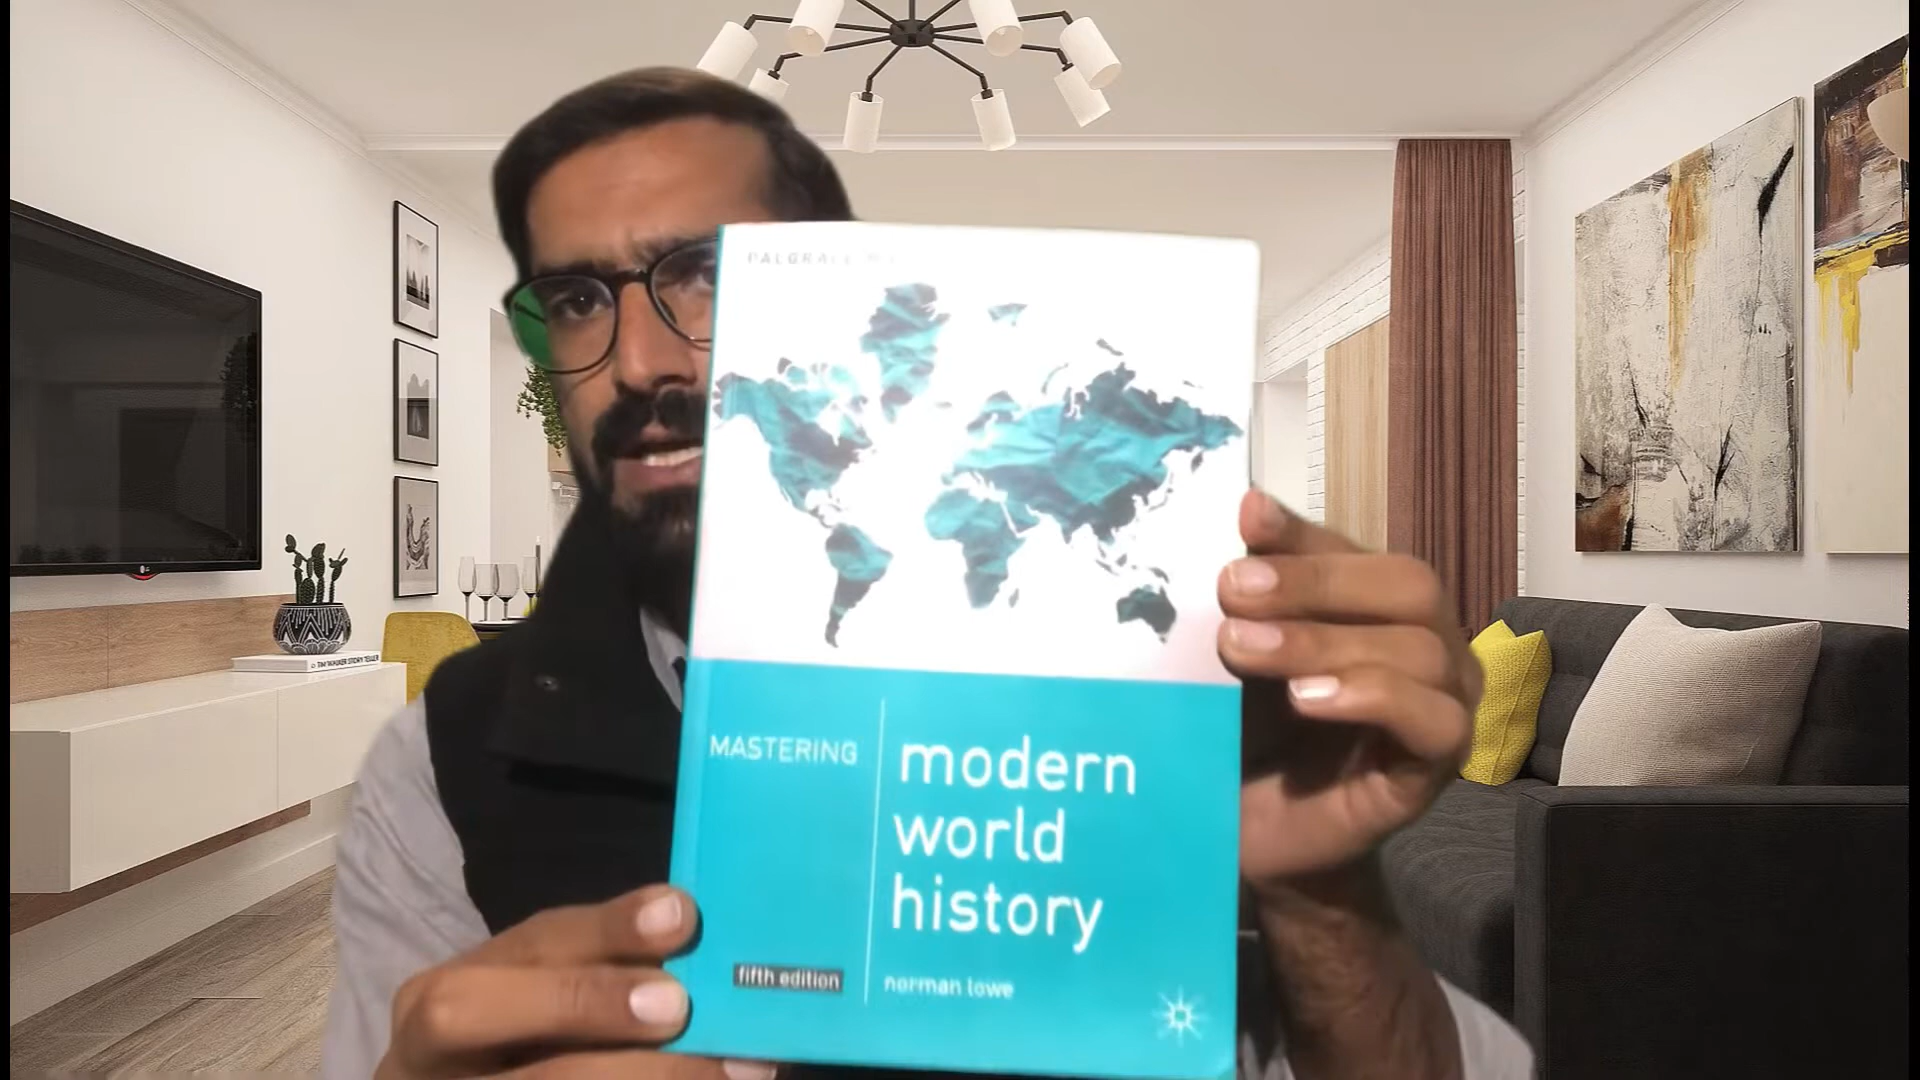 MASTERING
modern
world
history
fifth edition
norman lowe